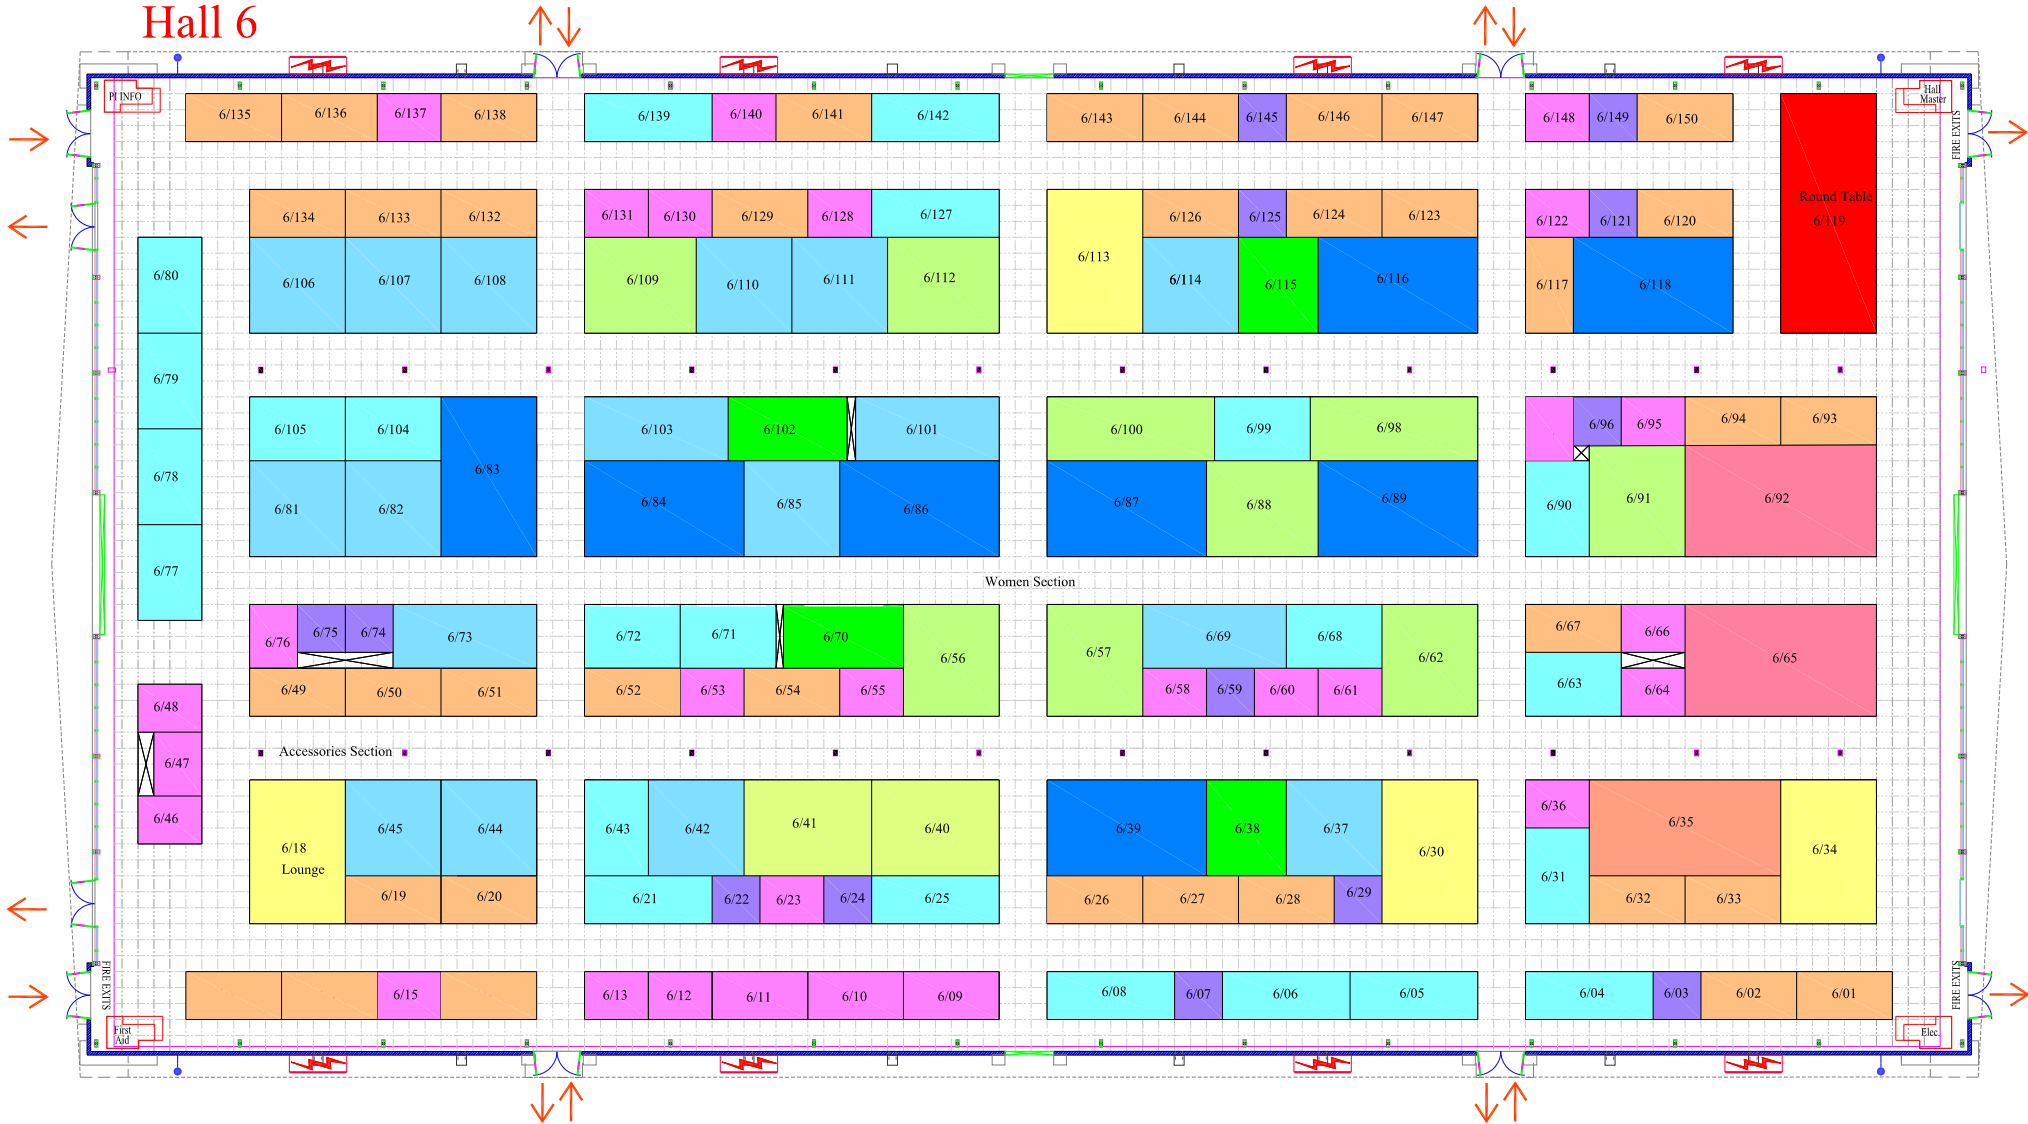 Hall 6
PI INFO
Hall
Master
FIRE EXITS
6/135 6/136 6/137 6/138 6/139 6/140 6/141 6/142 6/143 6/144 6/145 6/146 6/147 6/148 6/149 6/150
6/134 6/133 6/132 6/131 6/130 6/129 6/128 6/127 6/126 6/125 6/124 6/123 6/122 6/121 6/120
Round Table
6/119
6/80 6/106 6/107 6/108 6/109 6/110 6/111 6/112 6/113 6/114 6/115 6/116 6/117 6/118
6/79
6/105 6/104 6/103 6/102 6/101 6/100 6/99 6/98 6/96 6/95 6/94 6/93
6/78 6/83
6/81 6/82 6/84 6/85 6/86 6/87 6/88 6/89 6/90 6/91 6/92
6/77
Women Section
6/76 6/75 6/74 6/73 6/72 6/71 6/70 6/56 6/57 6/69 6/68 6/62 6/67 6/66 6/65
6/49 6/50 6/51 6/52 6/53 6/54 6/55 6/58 6/59 6/60 6/61 6/63 6/64
6/48
Accessories Section
6/47
6/46
6/18
Lounge
6/45 6/44 6/43 6/42 6/41 6/40 6/39 6/38 6/37 6/30 6/36 6/35 6/34
6/31
6/19 6/20 6/21 6/22 6/23 6/24 6/25 6/26 6/27 6/28 6/29 6/32 6/33
FIRE EXITS
FIRE EXITS
6/15 6/13 6/12 6/11 6/10 6/09 6/08 6/07 6/06 6/05 6/04 6/03 6/02 6/01
First
Aid
Elec.